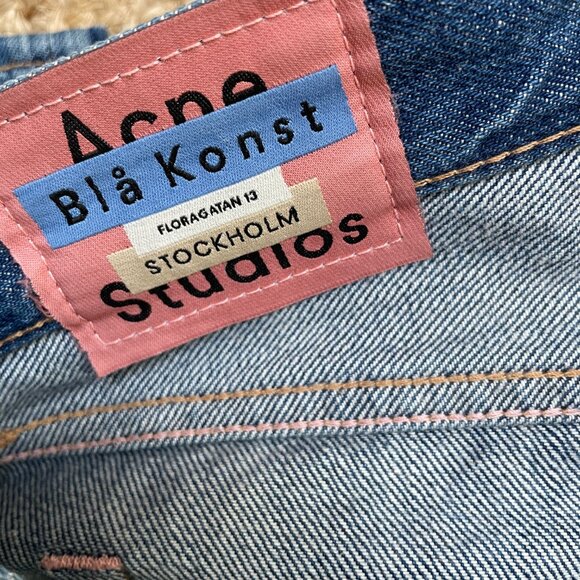 Acne
Blå Konst
FLORAGATAN 13
STOCKHOLM
Studios